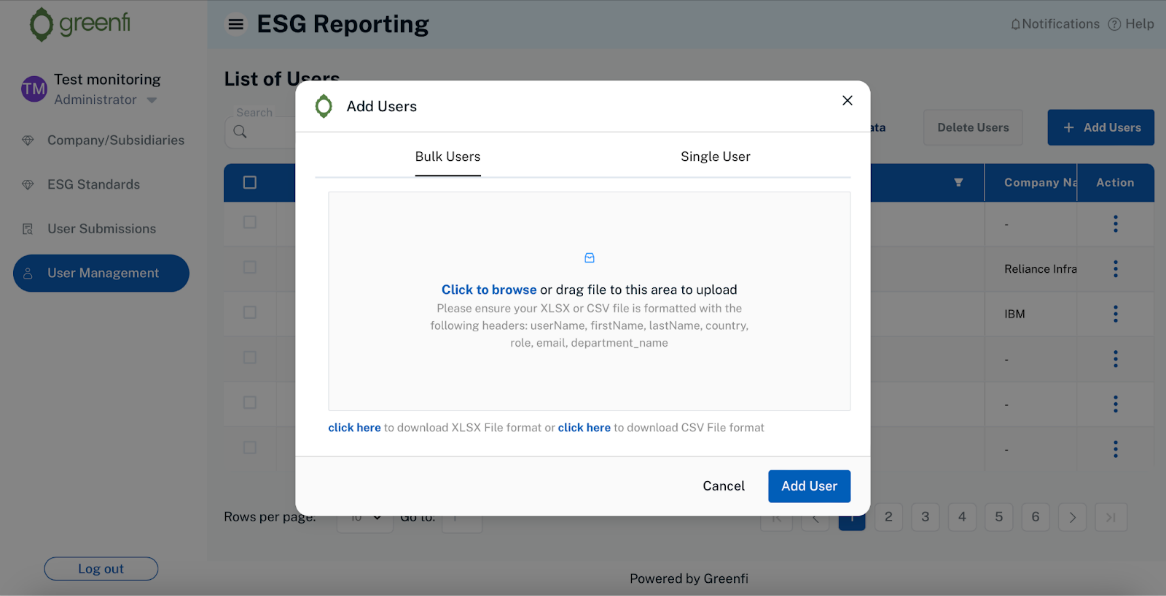 greenfi
ESG Reporting
Notifications
Help
TM
Test monitoring
Administrator
Company/Subsidiaries
ESG Standards
User Submissions
User Management
Log out
List of Users
Search
Delete Users
+ Add Users
Company Na
Action
-
Reliance Infra
IBM
-
-
-
Add Users
Bulk Users
Single User
Click to browse or drag file to this area to upload
Please ensure your XLSX or CSV file is formatted with the
following headers: userName, firstName, lastName, country,
role, email, department_name
click here to download XLSX File format or click here to download CSV File format
Cancel
Add User
Rows per page:
10
Go to:
1
1 2 3 4 5 6
Powered by Greenfi